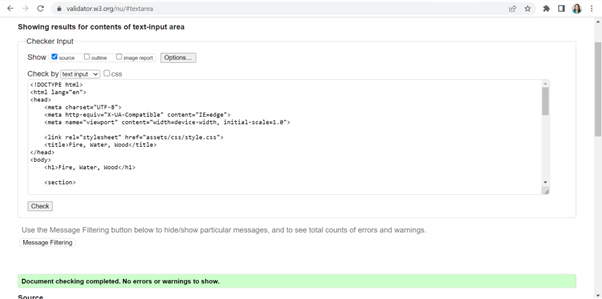 validator.w3.org/nu/#textarea
Showing results for contents of text-input area
Checker Input
Show source outline image report Options...
Check by text input css
<!DOCTYPE html>
<html lang="en">
<head>
<meta charset="UTF-8">
<meta http-equiv="X-UA-Compatible" content="IE=edge">
<meta name="viewport" content="width=device-width, initial-scale=1.0">
<link rel="stylesheet" href="assets/css/style.css">
<title>Fire, Water, Wood</title>
</head>
<body>
<h1>Fire, Water, Wood</h1>
<section>
Check
Use the Message Filtering button below to hide/show particular messages, and to see total counts of errors and warnings.
Message Filtering
Document checking completed. No errors or warnings to show.
Source